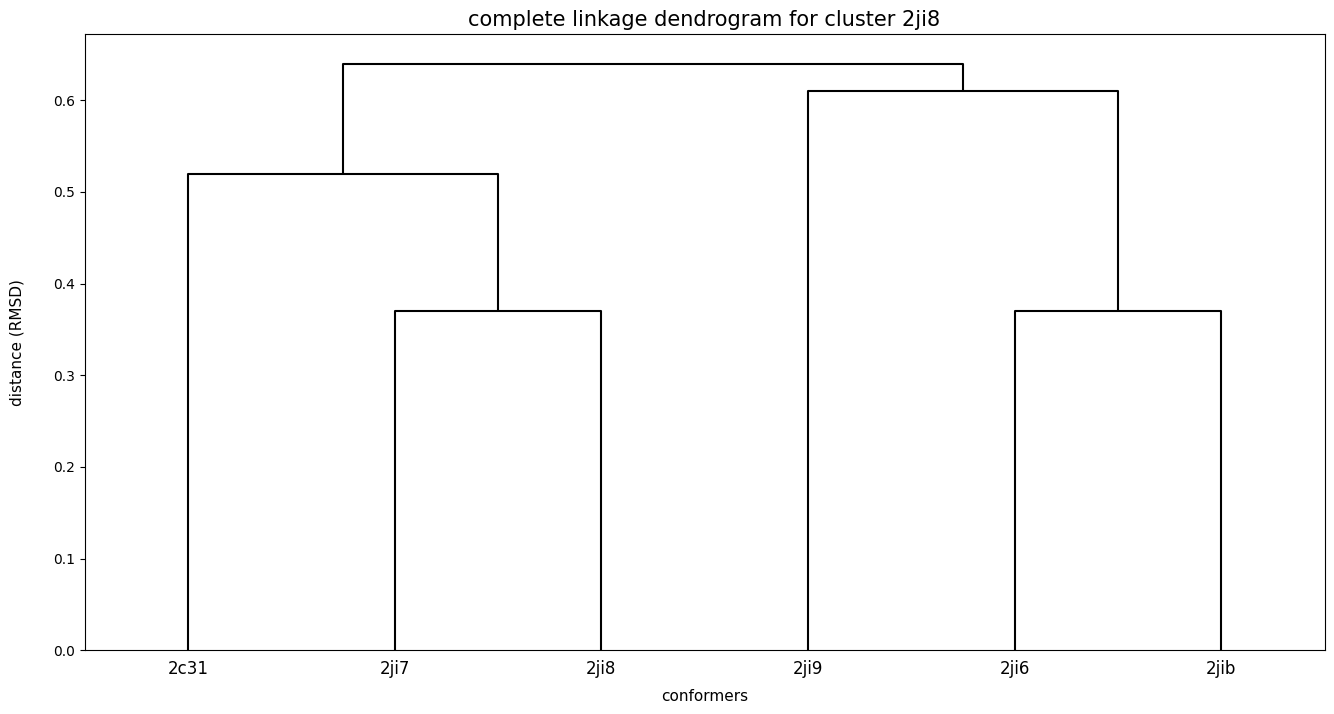 complete linkage dendrogram for cluster 2ji8
0.6
0.5
0.4
0.3
0.2
0.1
0.0
distance (RMSD)
2c31 2ji7 2ji8 2ji9 2ji6 2jib
conformers